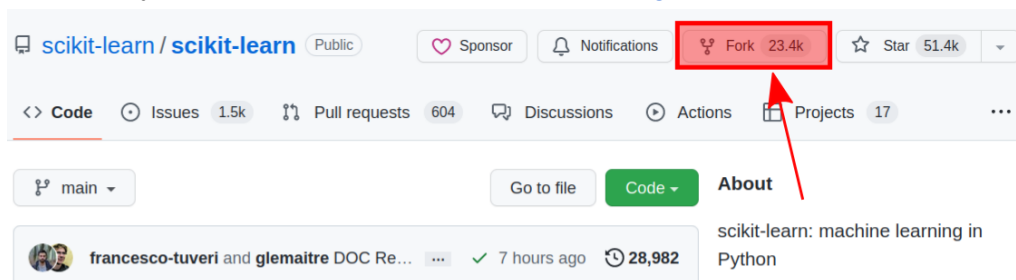 scikit-learn / scikit-learn Public Sponsor Notifications Fork 23.4k Star 51.4k
<> Code Issues 1.5k Pull requests 604 Discussions Actions Projects 17 ...
main Go to file Code About
scikit-learn: machine learning in
Python
francesco-tuveri and glemaitre DOC Re... ... 7 hours ago 28,982